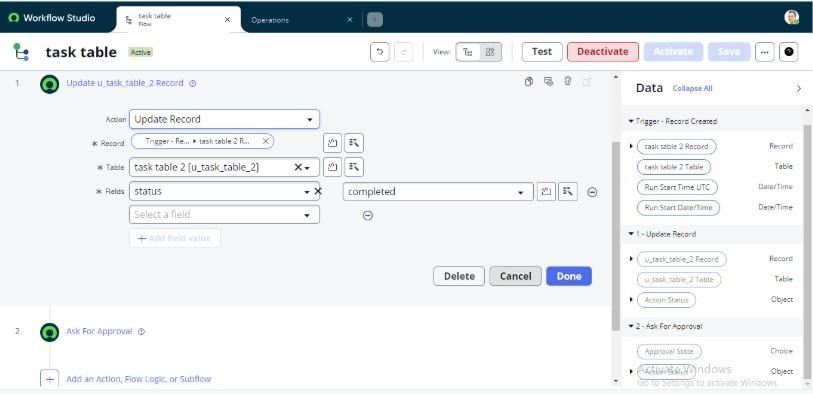 Workflow Studio
task table
Flow
Operations
task table Active
View: Test Deactivate Activate Save
1 Update u_task_table_2 Record
Action Update Record
* Record Trigger - Re... ▸ task table 2 R... X
* Table task table 2 [u_task_table_2]
* Fields status completed
Select a field
+ Add field value
Delete Cancel Done
2 Ask For Approval
+ Add an Action, Flow Logic, or Subflow
Data Collapse All
Trigger - Record Created
task table 2 Record Record
task table 2 Table Table
Run Start Time UTC Date/Time
Run Start Date/Time Date/Time
1 - Update Record
u_task_table_2 Record Record
u_task_table_2 Table Table
Action Status Object
2 - Ask For Approval
Approval State Choice
Action Status Object
Activate Windows
Go to Settings to activate Windows.